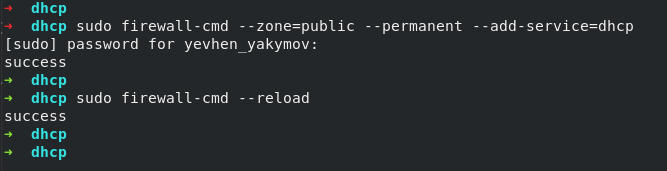 ➜ dhcp
➜ dhcp sudo firewall-cmd --zone=public --permanent --add-service=dhcp
[sudo] password for yevhen_yakymov:
success
➜ dhcp
➜ dhcp sudo firewall-cmd --reload
success
➜ dhcp
➜ dhcp